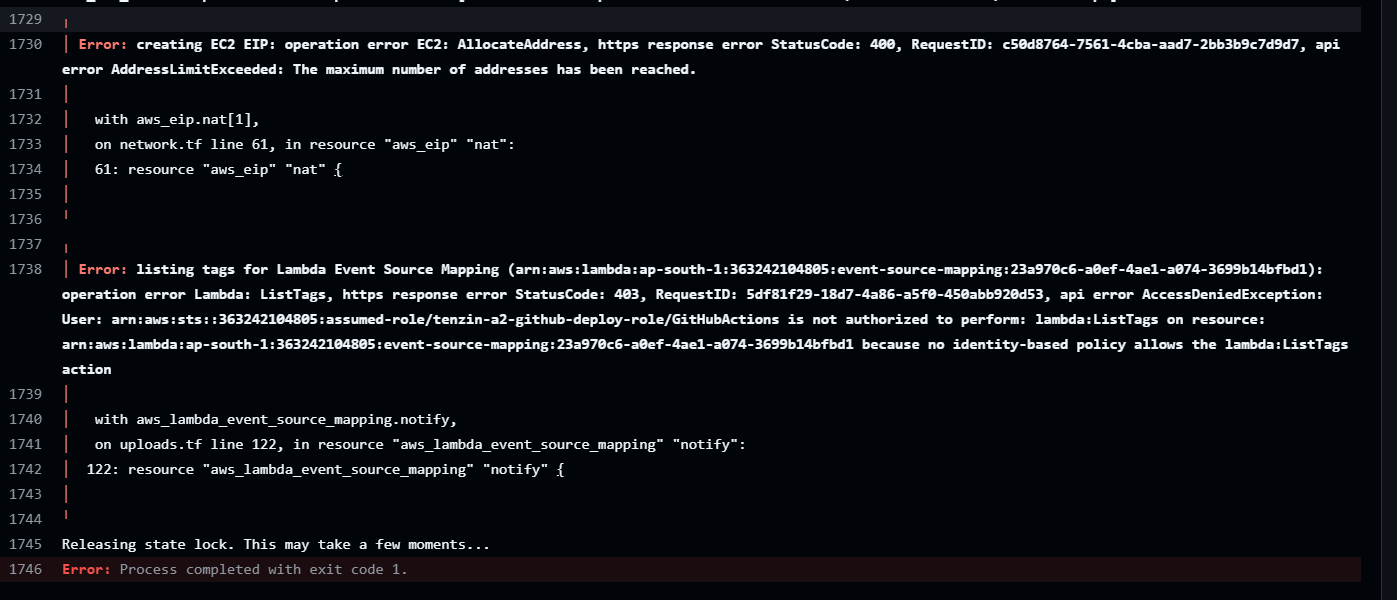 1729 ╷
1730 │ Error: creating EC2 EIP: operation error EC2: AllocateAddress, https response error StatusCode: 400, RequestID: c50d8764-7561-4cba-aad7-2bb3b9c7d9d7, api
error AddressLimitExceeded: The maximum number of addresses has been reached.
1731 │
1732 │   with aws_eip.nat[1],
1733 │   on network.tf line 61, in resource "aws_eip" "nat":
1734 │   61: resource "aws_eip" "nat" {
1735 │
1736 ╵
1737 ╷
1738 │ Error: listing tags for Lambda Event Source Mapping (arn:aws:lambda:ap-south-1:363242104805:event-source-mapping:23a970c6-a0ef-4ae1-a074-3699b14bfbd1):
operation error Lambda: ListTags, https response error StatusCode: 403, RequestID: 5df81f29-18d7-4a86-a5f0-450abb920d53, api error AccessDeniedException:
User: arn:aws:sts::363242104805:assumed-role/tenzin-a2-github-deploy-role/GitHubActions is not authorized to perform: lambda:ListTags on resource:
arn:aws:lambda:ap-south-1:363242104805:event-source-mapping:23a970c6-a0ef-4ae1-a074-3699b14bfbd1 because no identity-based policy allows the lambda:ListTags
action
1739 │
1740 │   with aws_lambda_event_source_mapping.notify,
1741 │   on uploads.tf line 122, in resource "aws_lambda_event_source_mapping" "notify":
1742 │  122: resource "aws_lambda_event_source_mapping" "notify" {
1743 │
1744 ╵
1745 Releasing state lock. This may take a few moments...
1746 Error: Process completed with exit code 1.